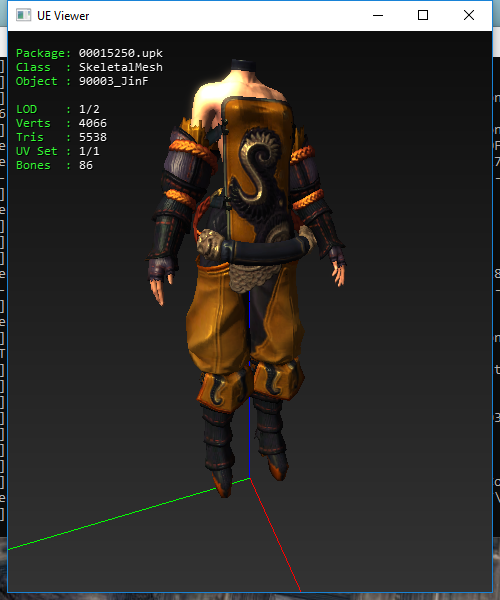 UE Viewer
Package: 00015250.upk
Class : SkeletalMesh
Object : 90003_JinF
LOD : 1/2
Verts : 4066
Tris : 5538
UV Set : 1/1
Bones : 86